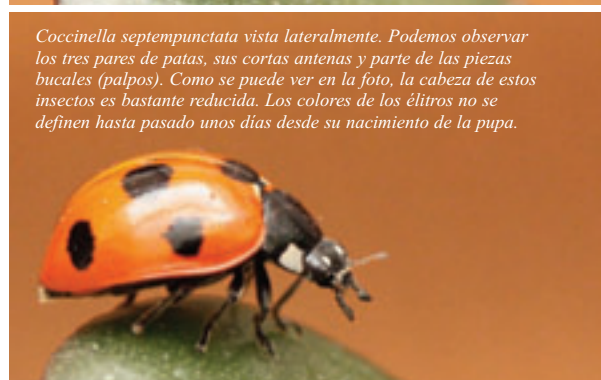 Coccinella septempunctata vista lateralmente. Podemos observar
los tres pares de patas, sus cortas antenas y parte de las piezas
bucales (palpos). Como se puede ver en la foto, la cabeza de estos
insectos es bastante reducida. Los colores de los élitros no se
definen hasta pasado unos días desde su nacimiento de la pupa.